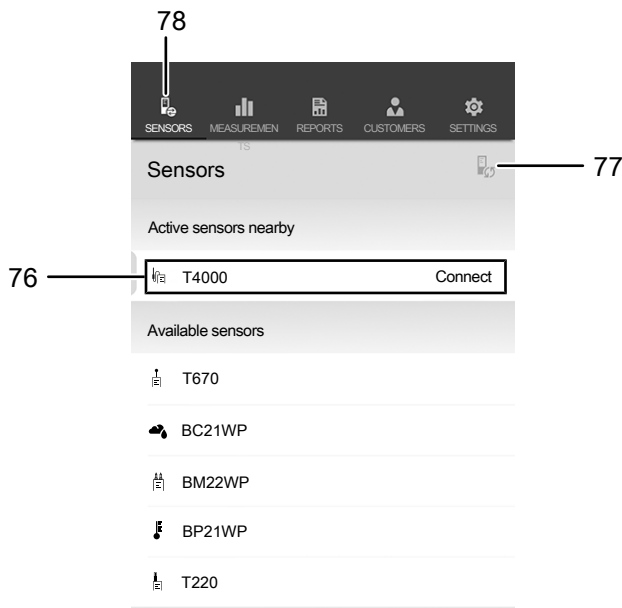 78
SENSORS MEASUREMEN REPORTS CUSTOMERS SETTINGS
TS
Sensors
77
Active sensors nearby
76
T4000 Connect
Available sensors
T670
BC21WP
BM22WP
BP21WP
T220